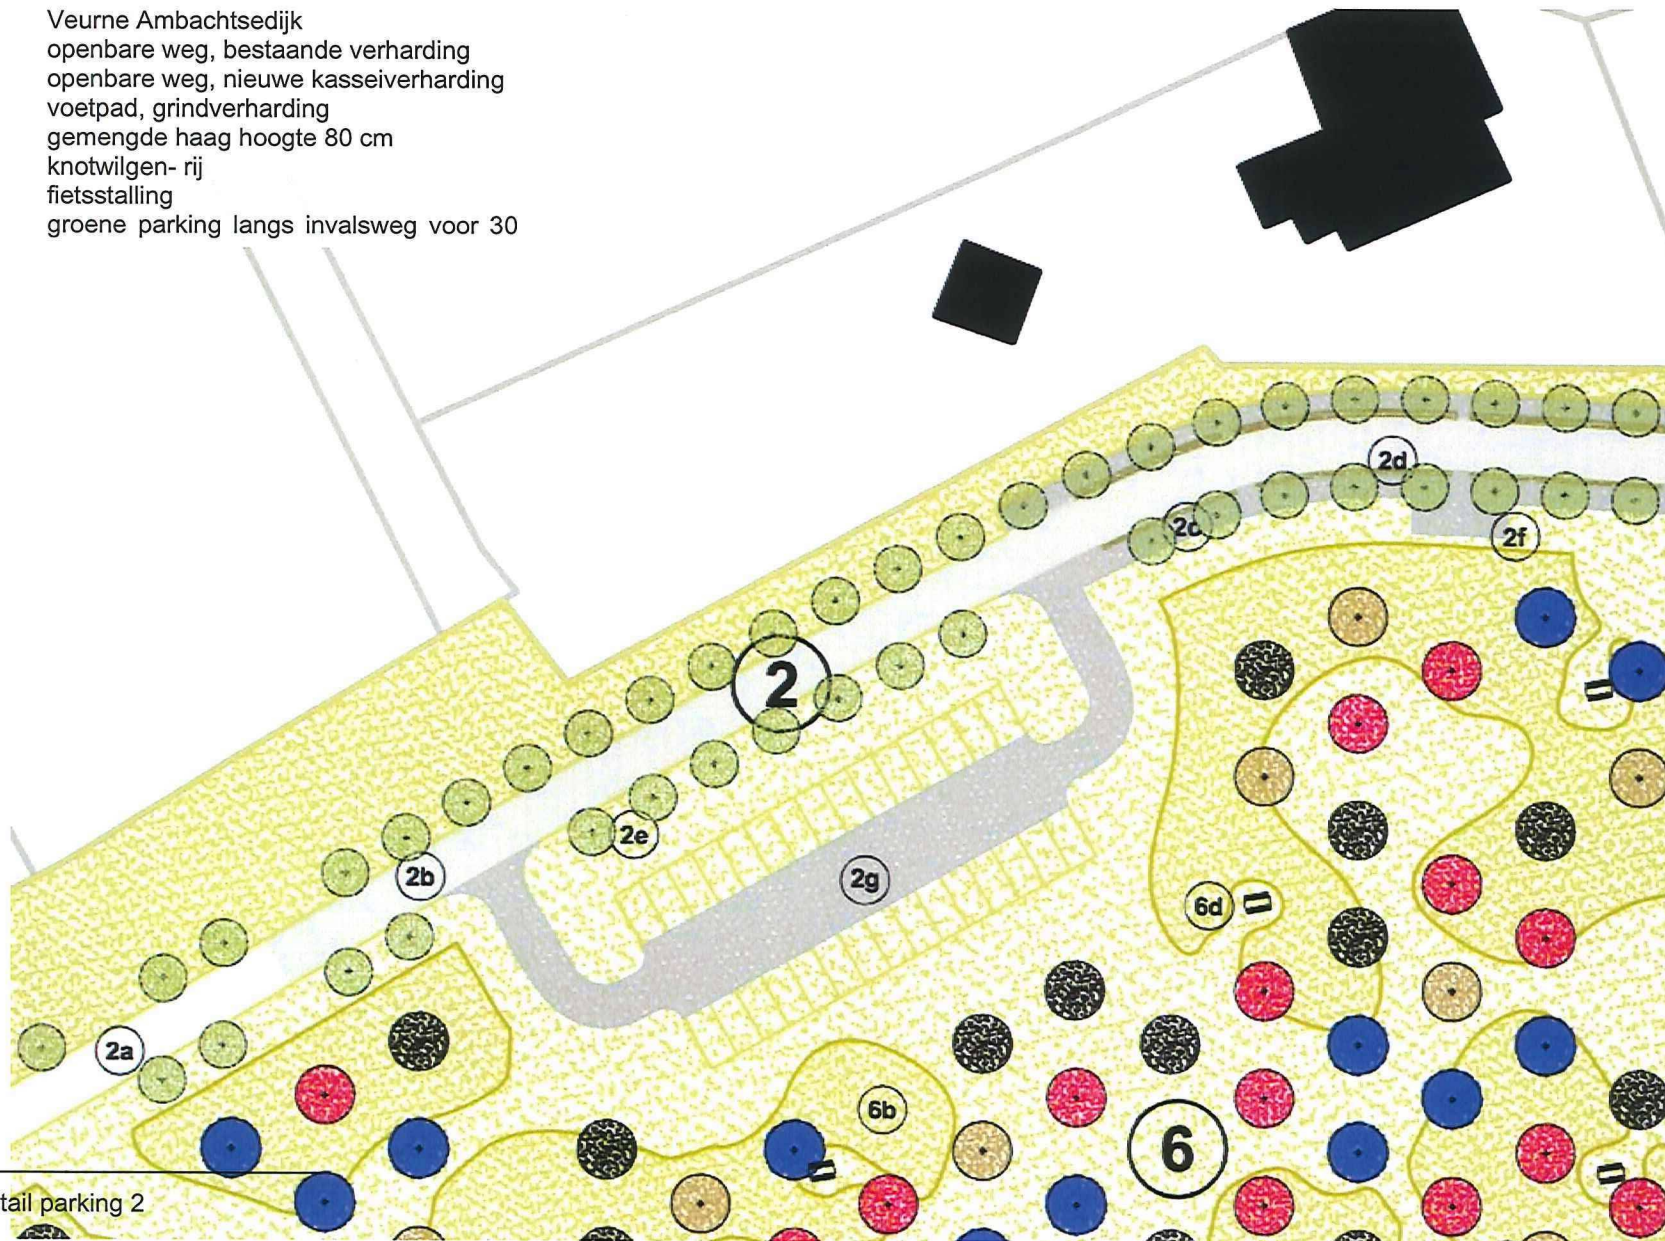 Veurne Ambachtsedijk
openbare weg, bestaande verharding
openbare weg, nieuwe kasseiverharding
voetpad, grindverharding
gemengde haag hoogte 80 cm
knotwilgen- rij
fietsstalling
groene parking langs invalsweg voor 30
2d
2f
2
2e
2b
2g
6d
2a
6b
6
tail parking 2